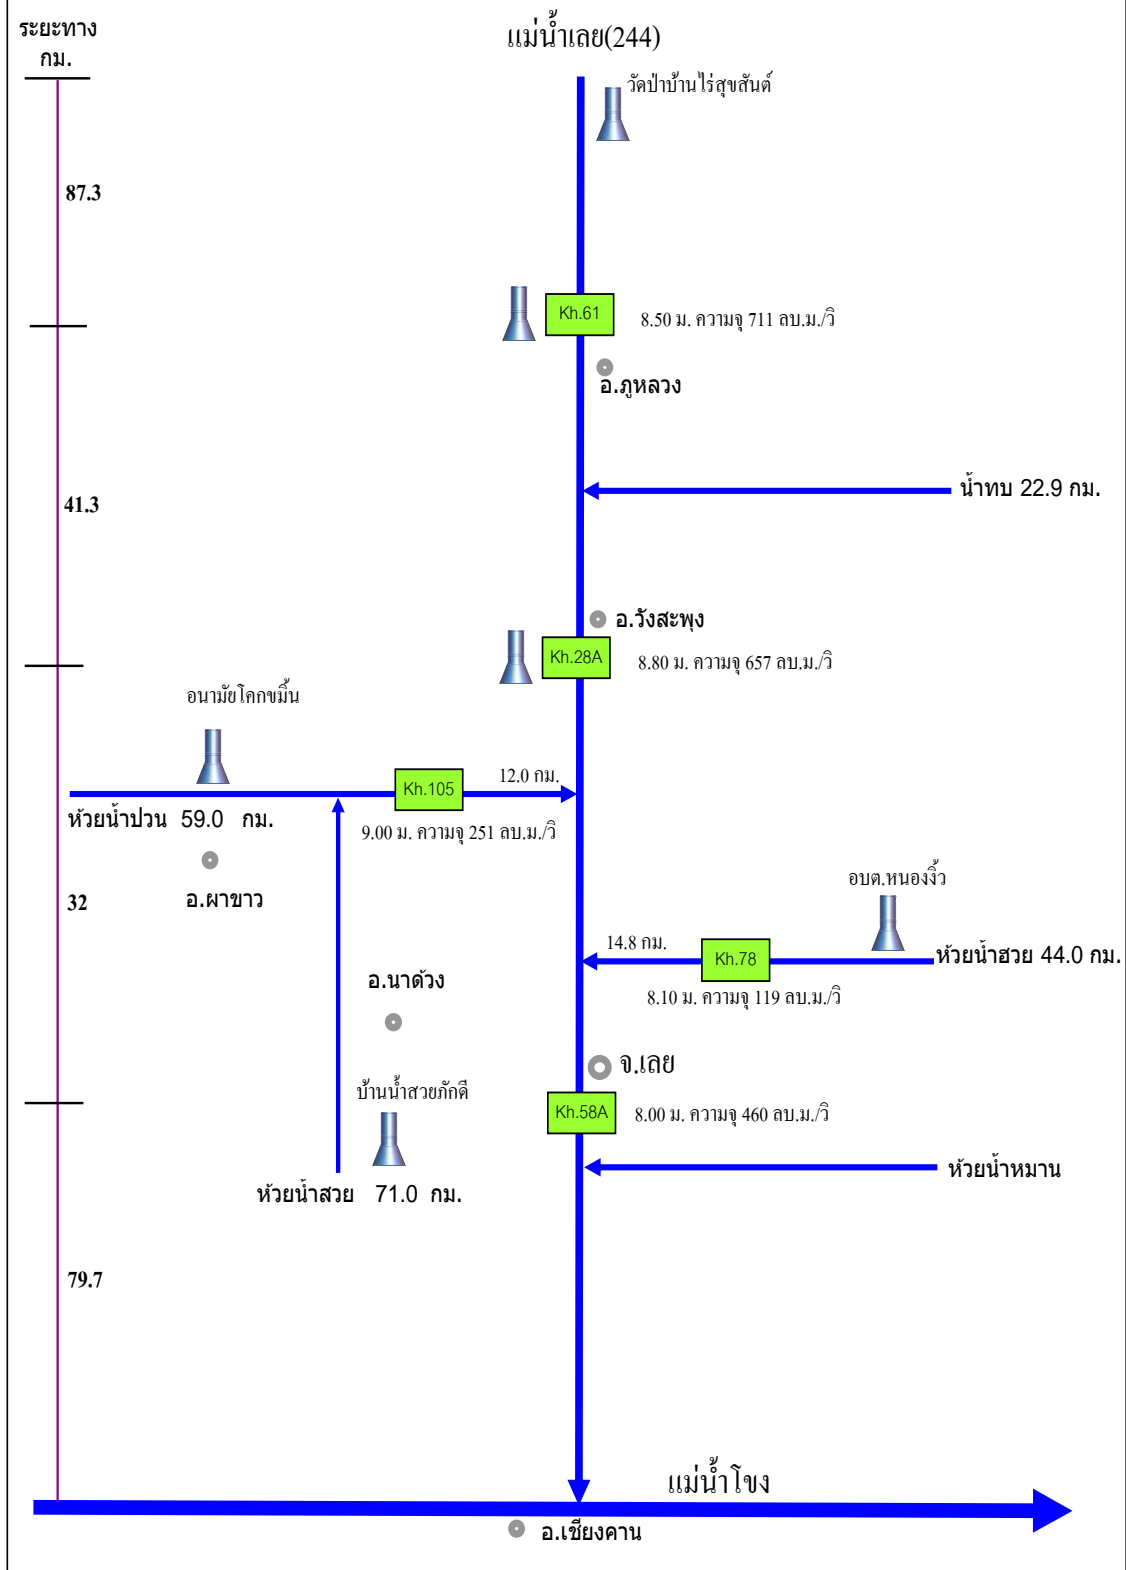 ระยะทาง
กม.
แม่น้ำเลย(244)
วัดป่าบ้านไร่สุขสันต์
87.3
Kh.61
8.50 ม. ความจุ 711 ลบ.ม./วิ
อ.ภูหลวง
41.3
น้ำทบ 22.9 กม.
อ.วังสะพุง
Kh.28A
8.80 ม. ความจุ 657 ลบ.ม./วิ
อนามัยโคกขมิ้น
Kh.105
12.0 กม.
ห้วยน้ำปวน 59.0 กม.
9.00 ม. ความจุ 251 ลบ.ม./วิ
อ.ผาขาว
32
อบต.หนองงิ้ว
14.8 กม.
Kh.78
ห้วยน้ำฮวย 44.0 กม.
8.10 ม. ความจุ 119 ลบ.ม./วิ
อ.นาด้วง
จ.เลย
บ้านน้ำสวยภักดี
Kh.58A
8.00 ม. ความจุ 460 ลบ.ม./วิ
ห้วยน้ำหมาน
ห้วยน้ำสวย 71.0 กม.
79.7
แม่น้ำโขง
อ.เชียงคาน